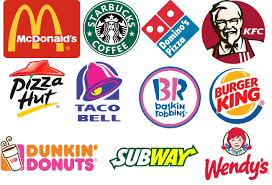 McDonald's
STARBUCKS
COFFEE
Domino's
Pizza
KFC
Pizza
Hut
TACO
BELL
BR
baskin
robbins
BURGER
KING
DUNKIN'
DONUTS
SUBWAY
Wendy's